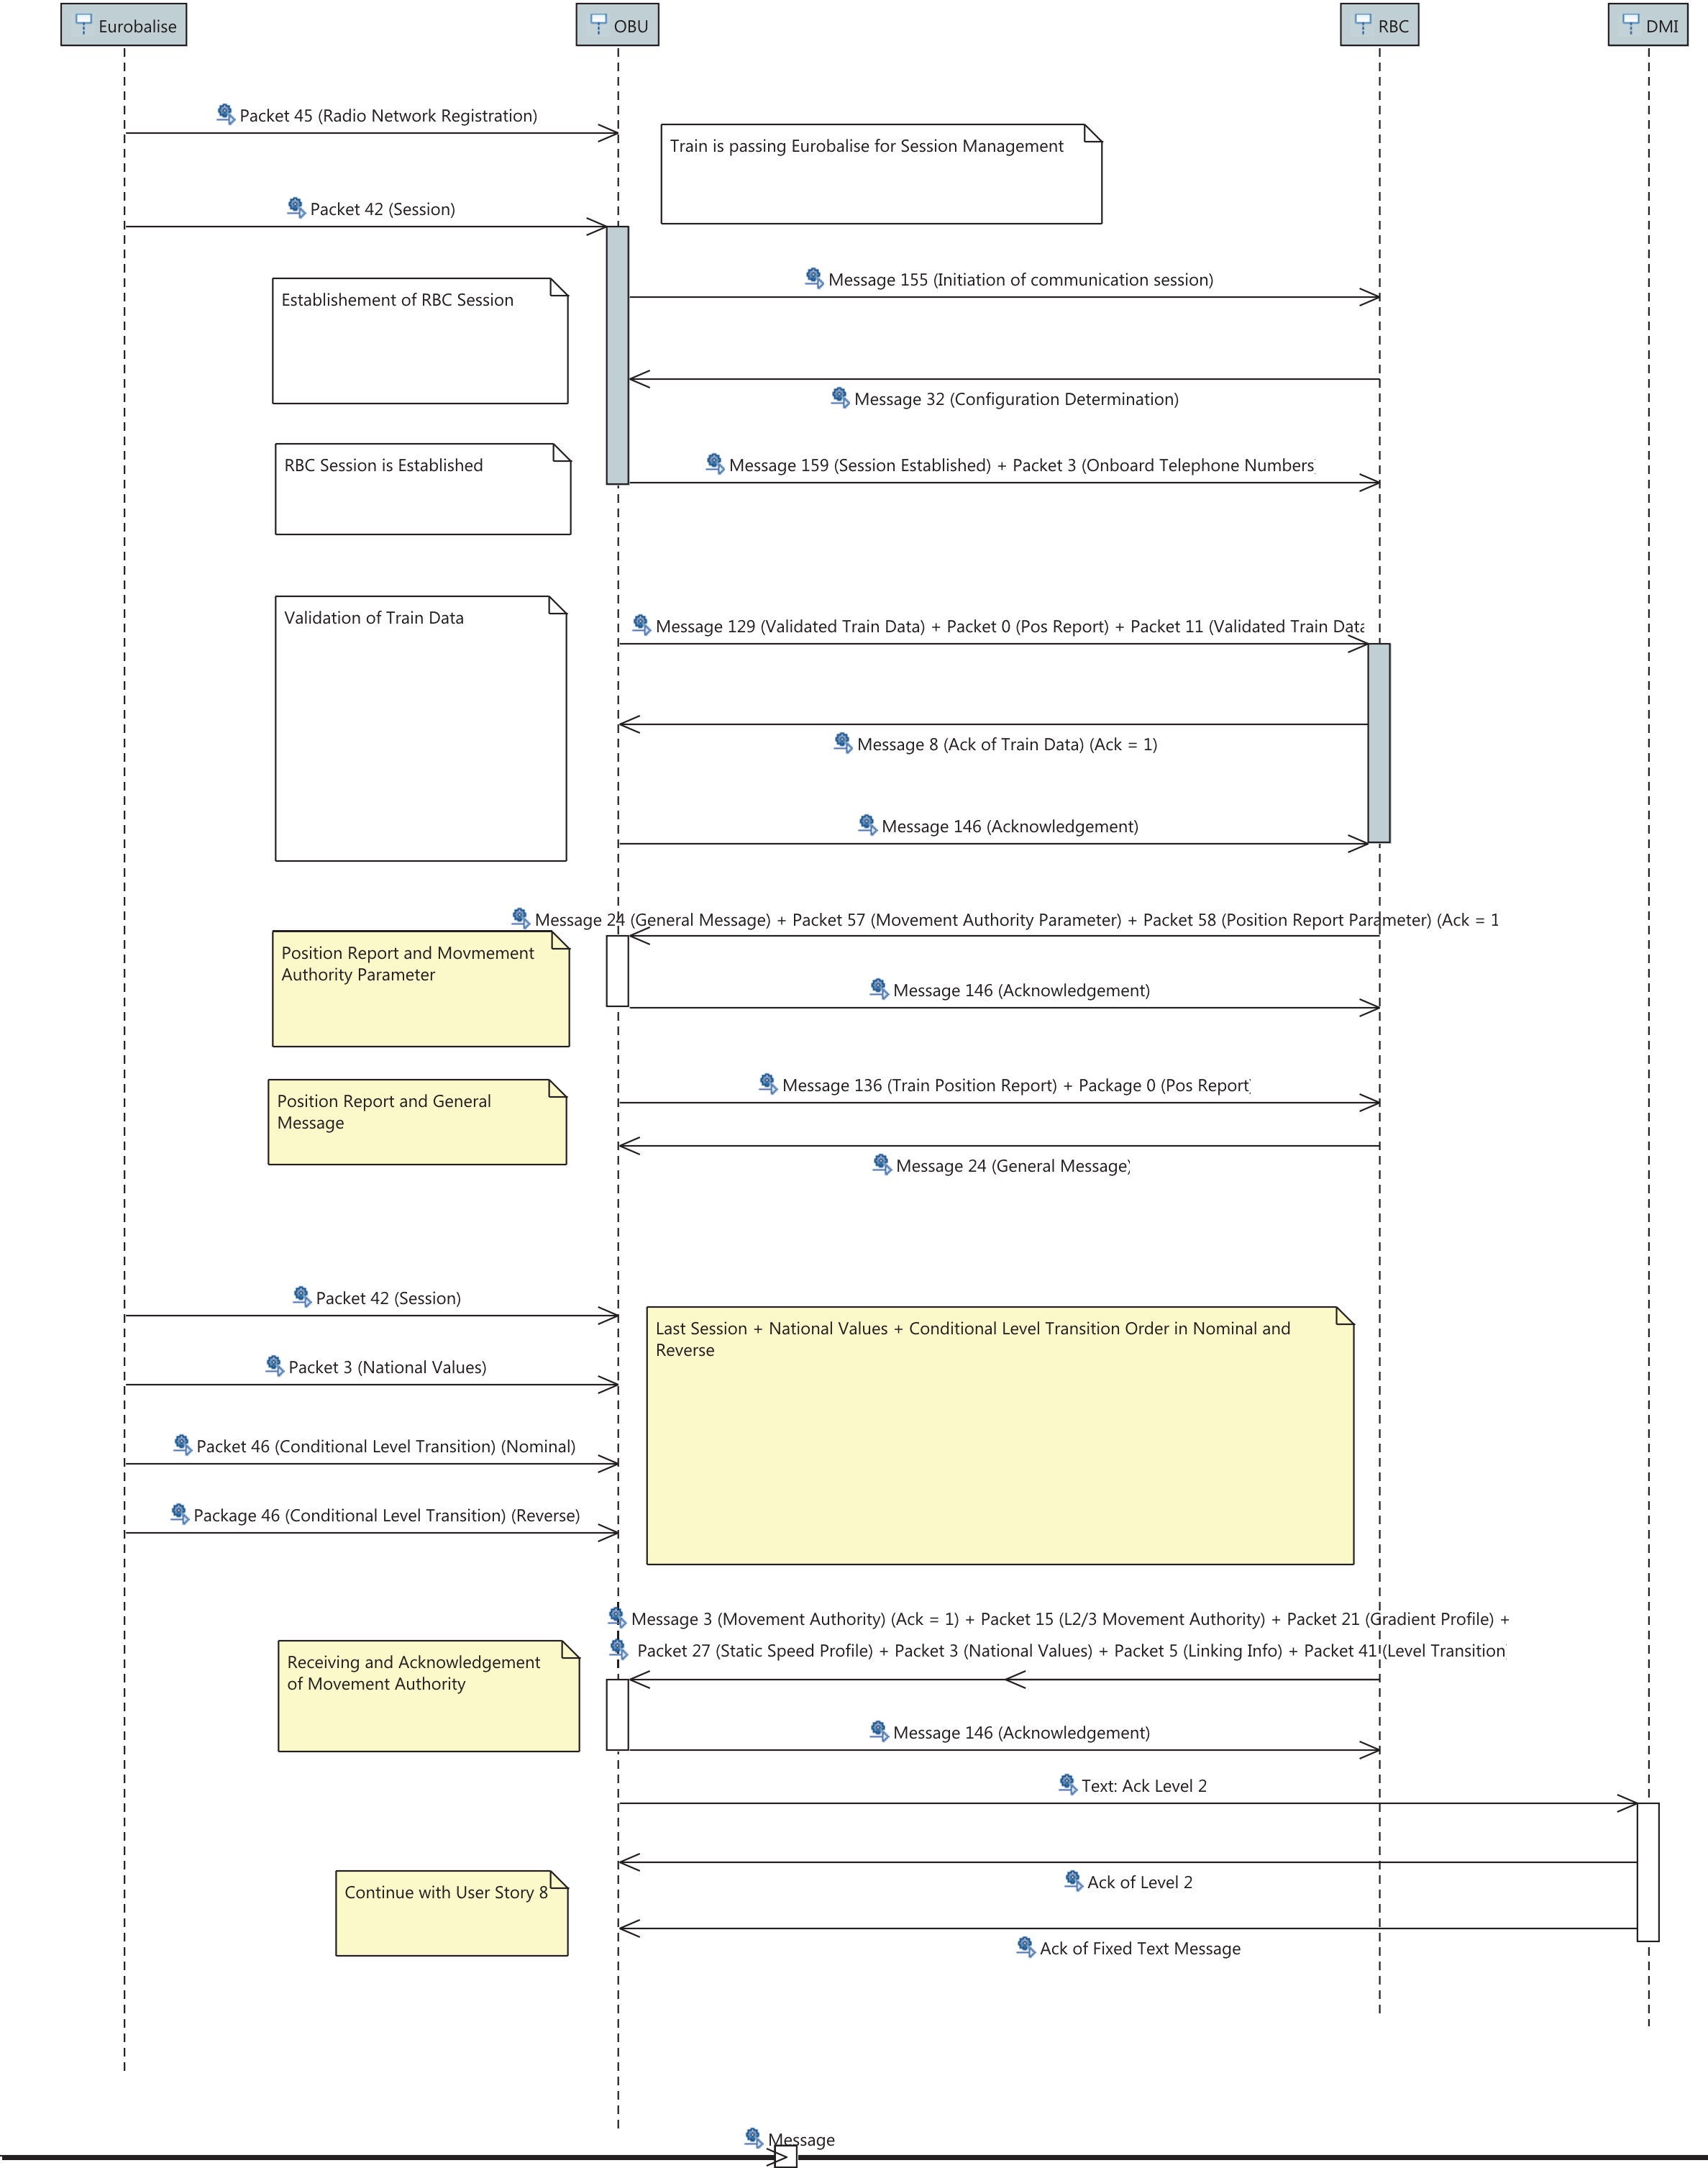 Eurobalise
OBU
RBC
DMI
Packet 45 (Radio Network Registration)
Train is passing Eurobalise for Session Management
Packet 42 (Session)
Message 155 (Initiation of communication session)
Establishement of RBC Session
Message 32 (Configuration Determination)
RBC Session is Established
Message 159 (Session Established) + Packet 3 (Onboard Telephone Numbers
Validation of Train Data
Message 129 (Validated Train Data) + Packet 0 (Pos Report) + Packet 11 (Validated Train Data
Message 8 (Ack of Train Data) (Ack = 1)
Message 146 (Acknowledgement)
Message 24 (General Message) + Packet 57 (Movement Authority Parameter) + Packet 58 (Position Report Parameter) (Ack = 1
Position Report and Movmement
Authority Parameter
Message 146 (Acknowledgement)
Message 136 (Train Position Report) + Package 0 (Pos Report)
Position Report and General
Message
Message 24 (General Message)
Packet 42 (Session)
Last Session + National Values + Conditional Level Transition Order in Nominal and
Reverse
Packet 3 (National Values)
Packet 46 (Conditional Level Transition) (Nominal)
Package 46 (Conditional Level Transition) (Reverse)
Message 3 (Movement Authority) (Ack = 1) + Packet 15 (L2/3 Movement Authority) + Packet 21 (Gradient Profile) +
Packet 27 (Static Speed Profile) + Packet 3 (National Values) + Packet 5 (Linking Info) + Packet 41 (Level Transition
Receiving and Acknowledgement
of Movement Authority
Message 146 (Acknowledgement)
Text: Ack Level 2
Ack of Level 2
Continue with User Story 8
Ack of Fixed Text Message
Message